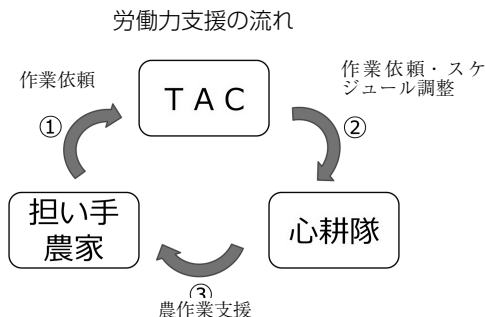 労働力支援の流れ
作業依頼
作業依頼・スケ
ジュール調整
TAC
①
②
担い手
農家
心耕隊
③
農作業支援